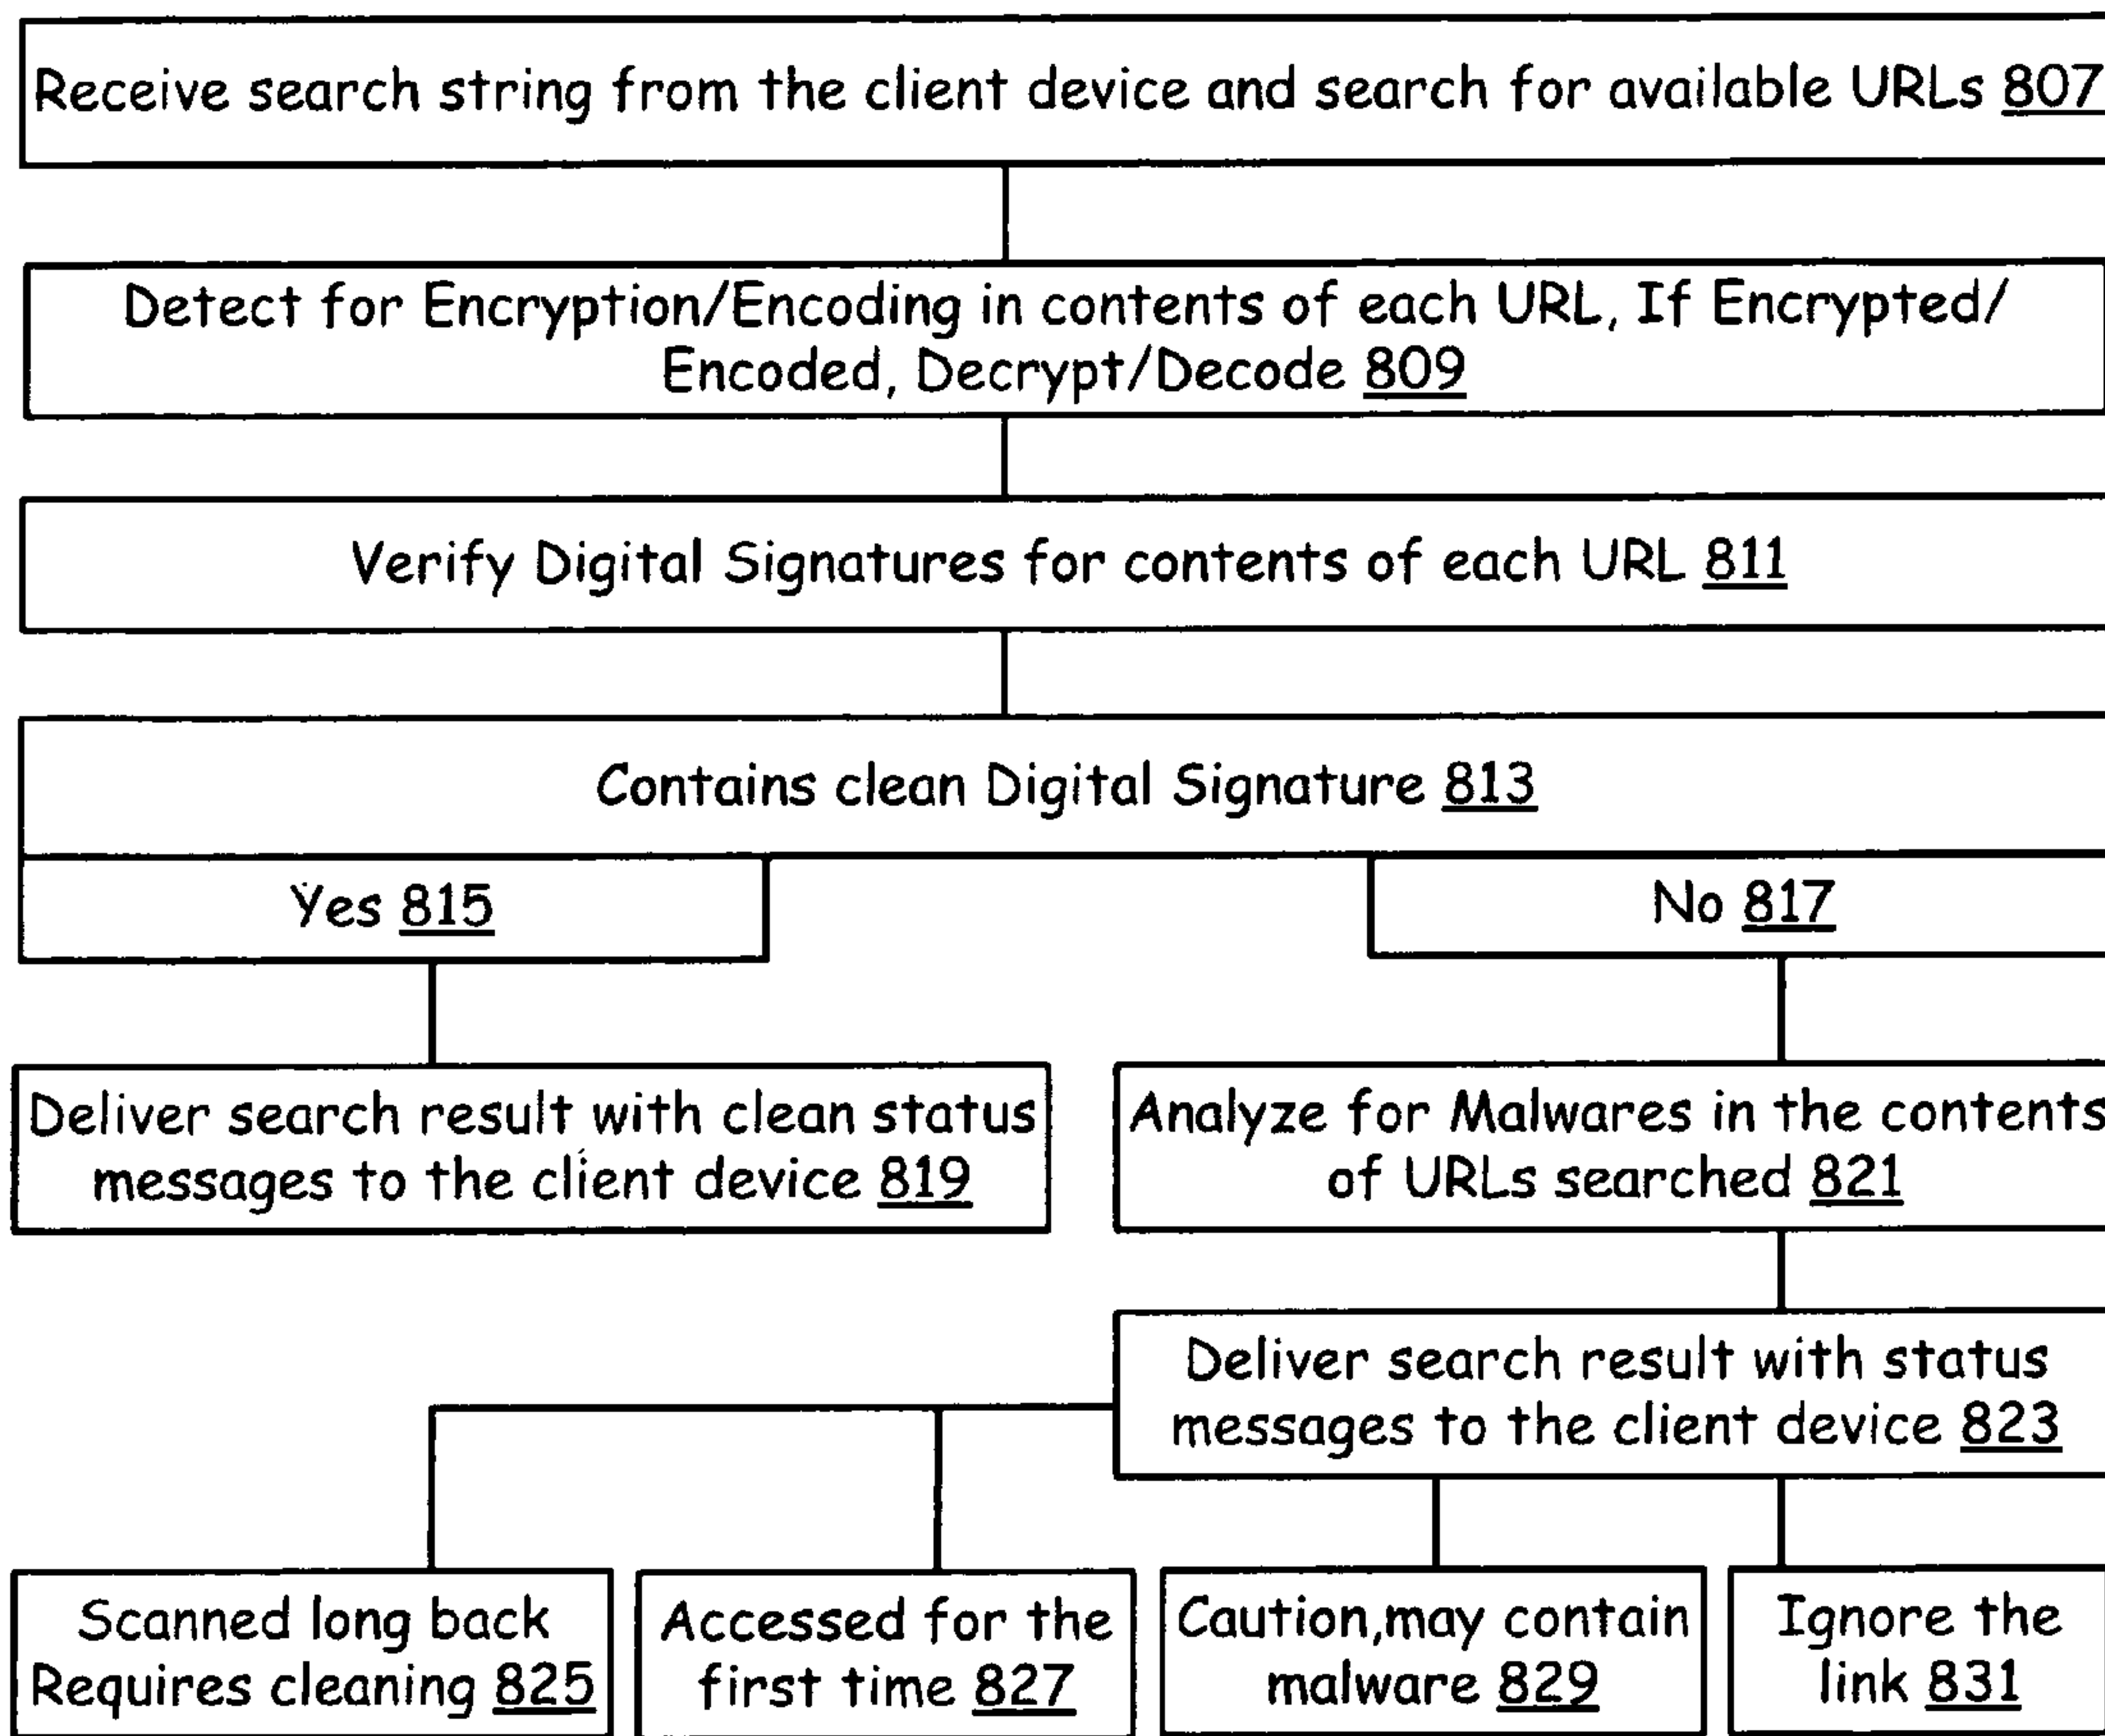 Receive search string from the client device and search for available URLs 807
Detect for Encryption/Encoding in contents of each URL, If Encrypted/
Encoded, Decrypt/Decode 809
Verify Digital Signatures for contents of each URL 811
Contains clean Digital Signature 813
Yes 815
No 817
Deliver search result with clean status
messages to the client device 819
Analyze for Malwares in the contents
of URLs searched 821
Deliver search result with status
messages to the client device 823
Scanned long back
Requires cleaning 825
Accessed for the
first time 827
Caution,may contain
malware 829
Ignore the
link 831